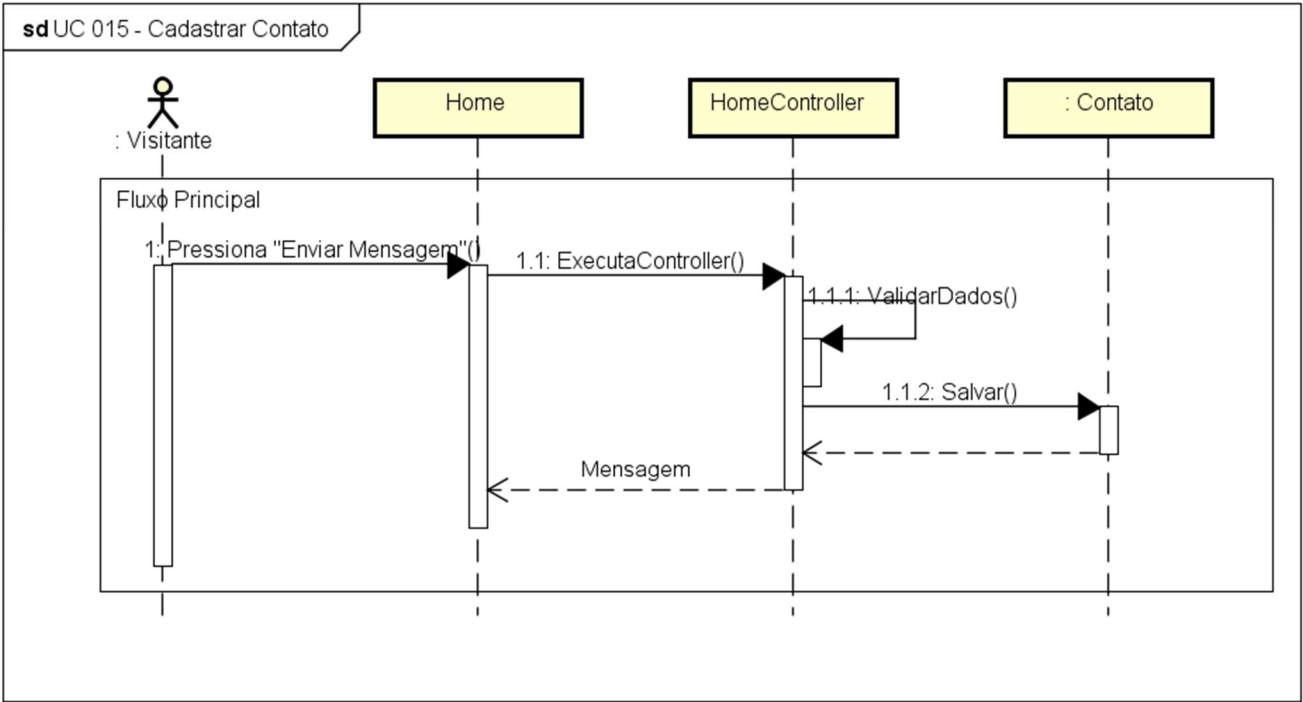 sd UC 015 - Cadastrar Contato
: Visitante
Home
HomeController
: Contato
Fluxo Principal
1: Pressiona "Enviar Mensagem"()
1.1: ExecutaController()
1.1.1: ValidarDados()
1.1.2: Salvar()
Mensagem